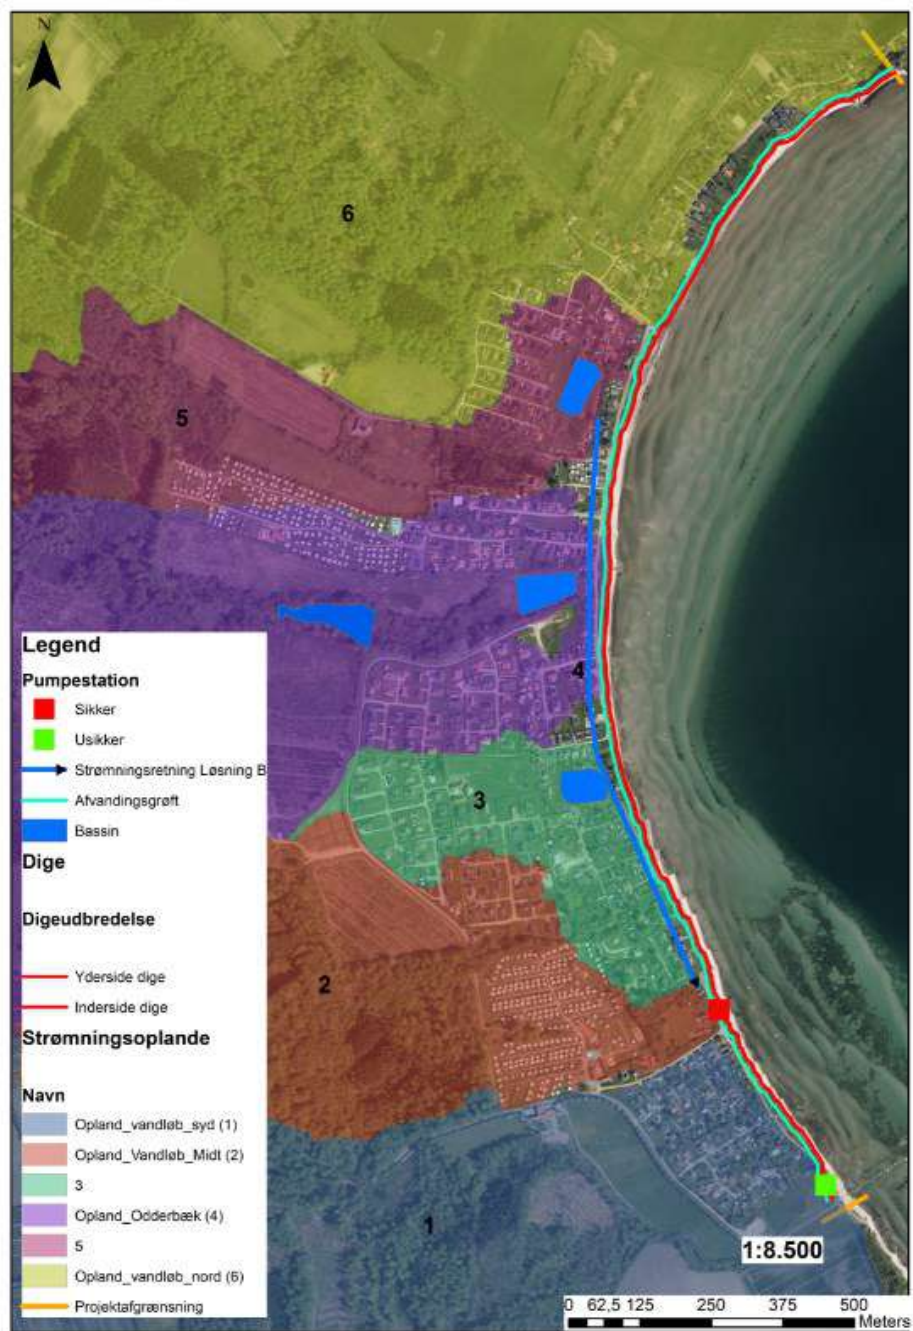 N
6
5
4
3
2
1
Legend
Pumpestation
Sikker
Usikker
Strømningsretning Løsning B
Afvandingsgrøft
Bassin
Dige
Digeudbredelse
Yderside dige
Inderside dige
Strømningsoplande
Navn
Opland_vandløb_syd (1)
Opland_Vandløb_Midt (2)
3
Opland_Odderbæk (4)
5
Opland_vandløb_nord (6)
Projektafgrænsning
1:8.500
0 62,5 125 250 375 500
Meters